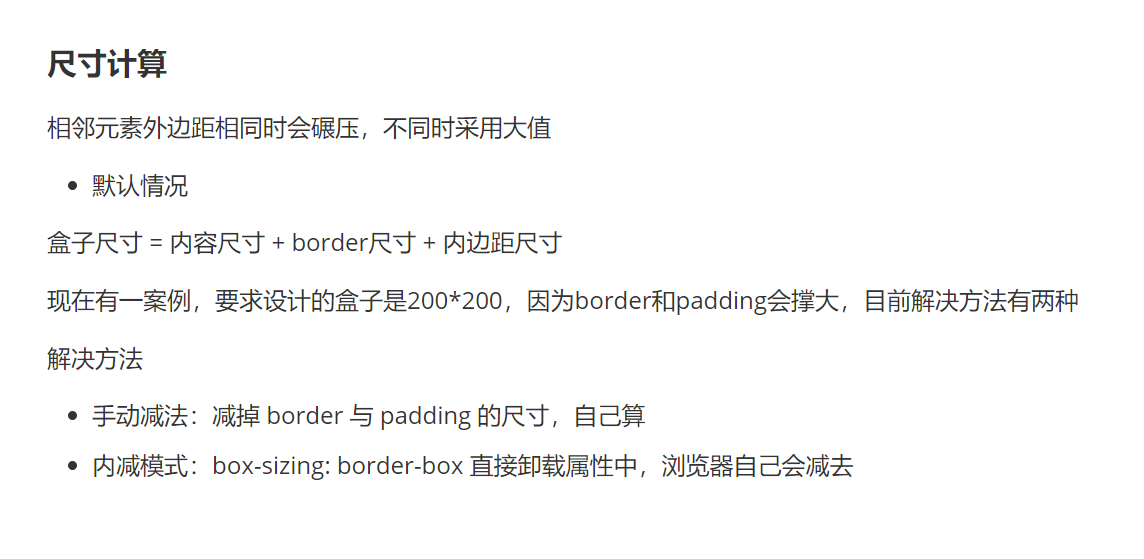 尺寸计算
相邻元素外边距相同时会碾压，不同时采用大值
默认情况
盒子尺寸 = 内容尺寸 + border尺寸 + 内边距尺寸
现在有一案例，要求设计的盒子是200*200，因为border和padding会撑大，目前解决方法有两种
解决方法
手动减法：减掉 border 与 padding 的尺寸，自己算
内减模式：box-sizing: border-box 直接卸载属性中，浏览器自己会减去